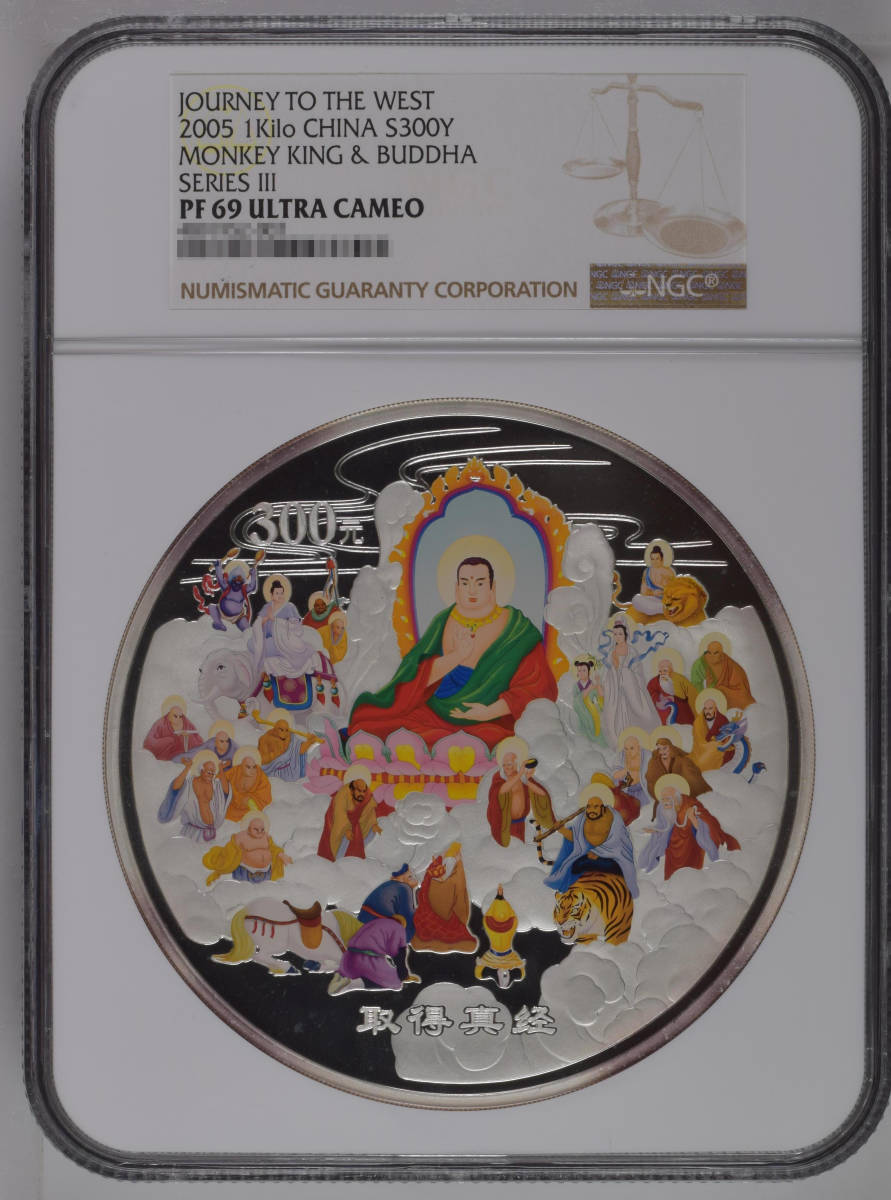 JOURNEY TO THE WEST
2005 1Kilo CHINA S300Y
MONKEY KING & BUDDHA
SERIES III
PF 69 ULTRA CAMEO
NUMISMATIC GUARANTY CORPORATION
NGC®
300元
取得真经